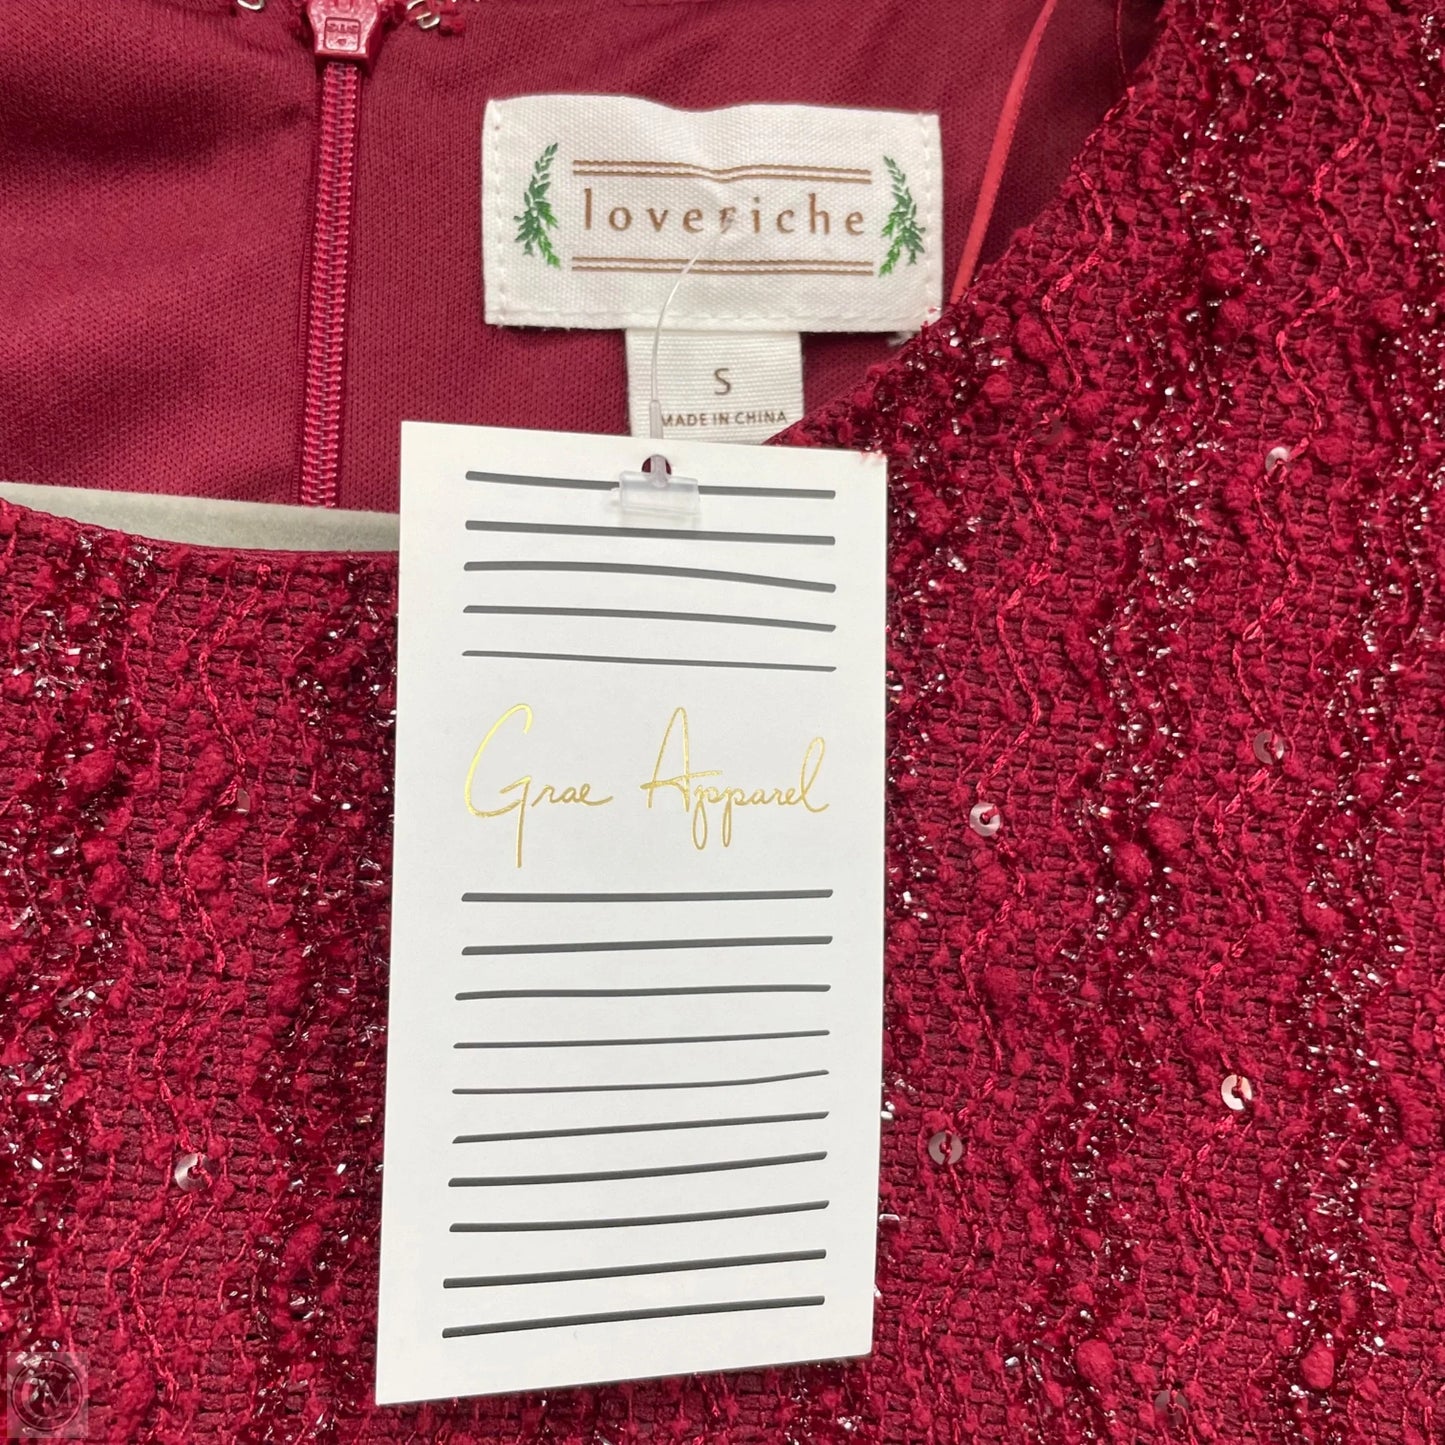 loveriche
S
MADE IN CHINA
Grae Apparel